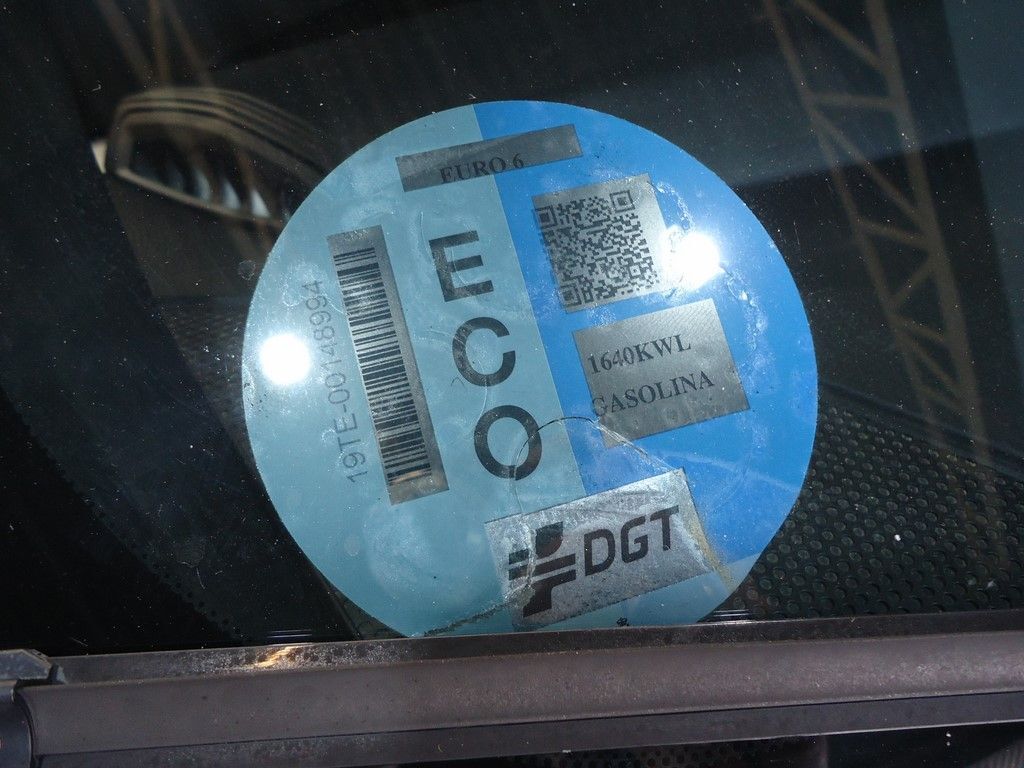 EURO 6
19TE-00148994
ECO
1640KWL
GASOLINA
DGT